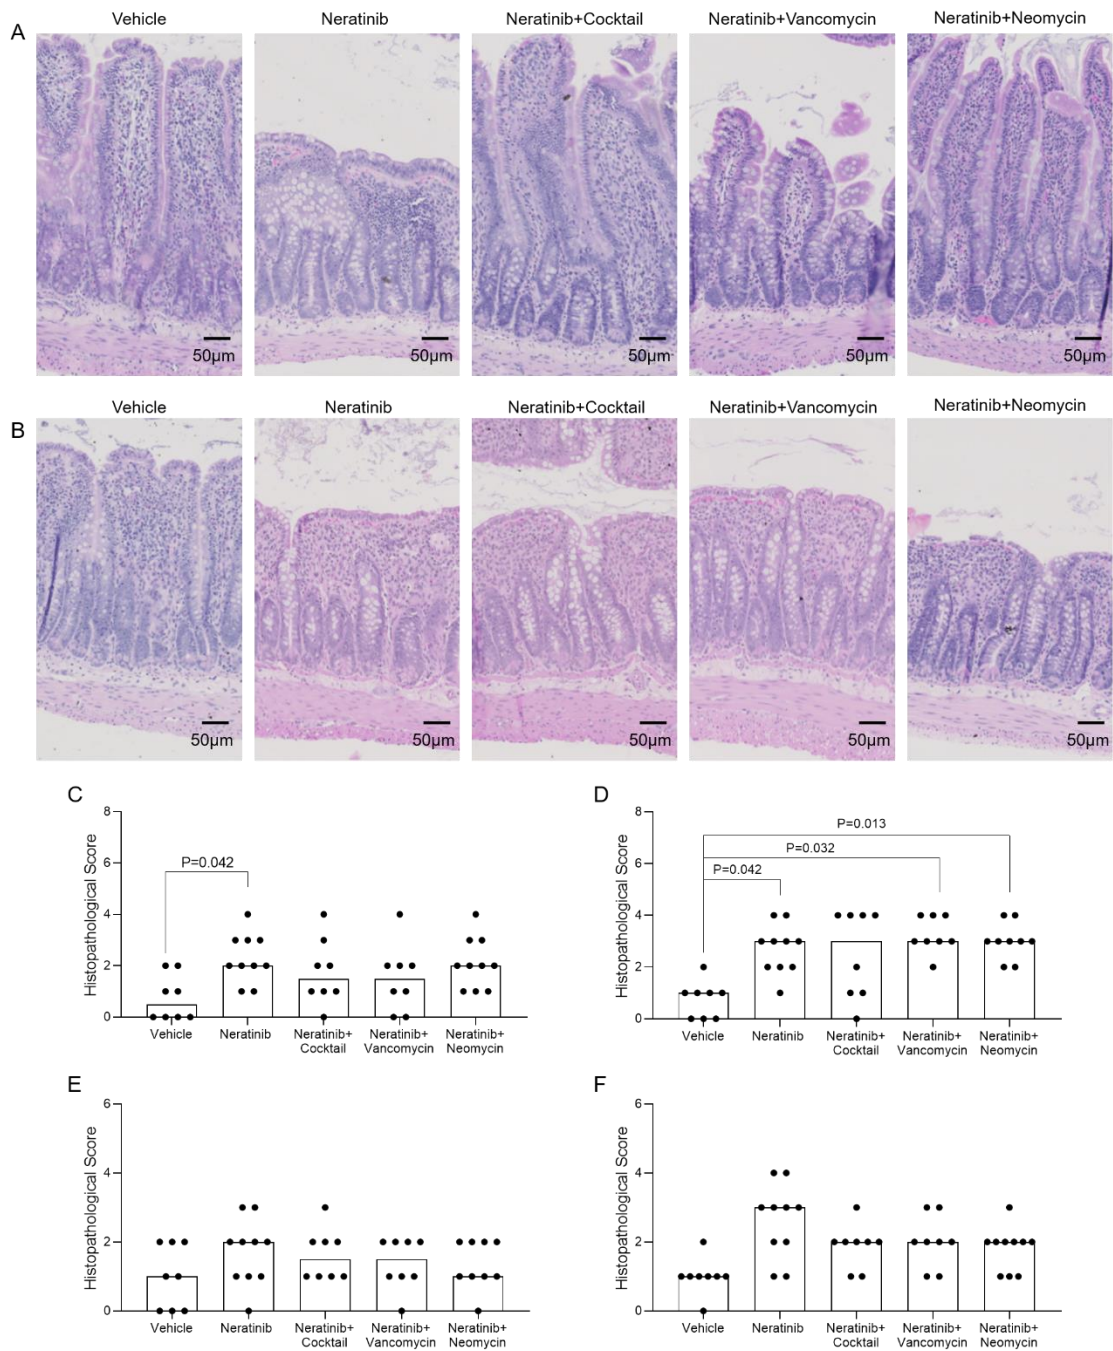 Vehicle
Neratinib
Neratinib+Cocktail
Neratinib+Vancomycin
Neratinib+Neomycin
A
50µm
50µm
50µm
50µm
50µm
Vehicle
Neratinib
Neratinib+Cocktail
Neratinib+Vancomycin
Neratinib+Neomycin
B
50µm
50µm
50µm
50µm
50µm
C
Histopathological Score
8
6
4
2
0
P=0.042
Vehicle
Neratinib
Neratinib+
Cocktail
Neratinib+
Vancomycin
Neratinib+
Neomycin
D
Histopathological Score
8
6
4
2
0
P=0.013
P=0.032
P=0.042
Vehicle
Neratinib
Neratinib+
Cocktail
Neratinib+
Vancomycin
Neratinib+
Neomycin
E
Histopathological Score
6
4
2
0
Vehicle
Neratinib
Neratinib+
Cocktail
Neratinib+
Vancomycin
Neratinib+
Neomycin
F
Histopathological Score
6
4
2
0
Vehicle
Neratinib
Neratinib+
Cocktail
Neratinib+
Vancomycin
Neratinib+
Neomycin